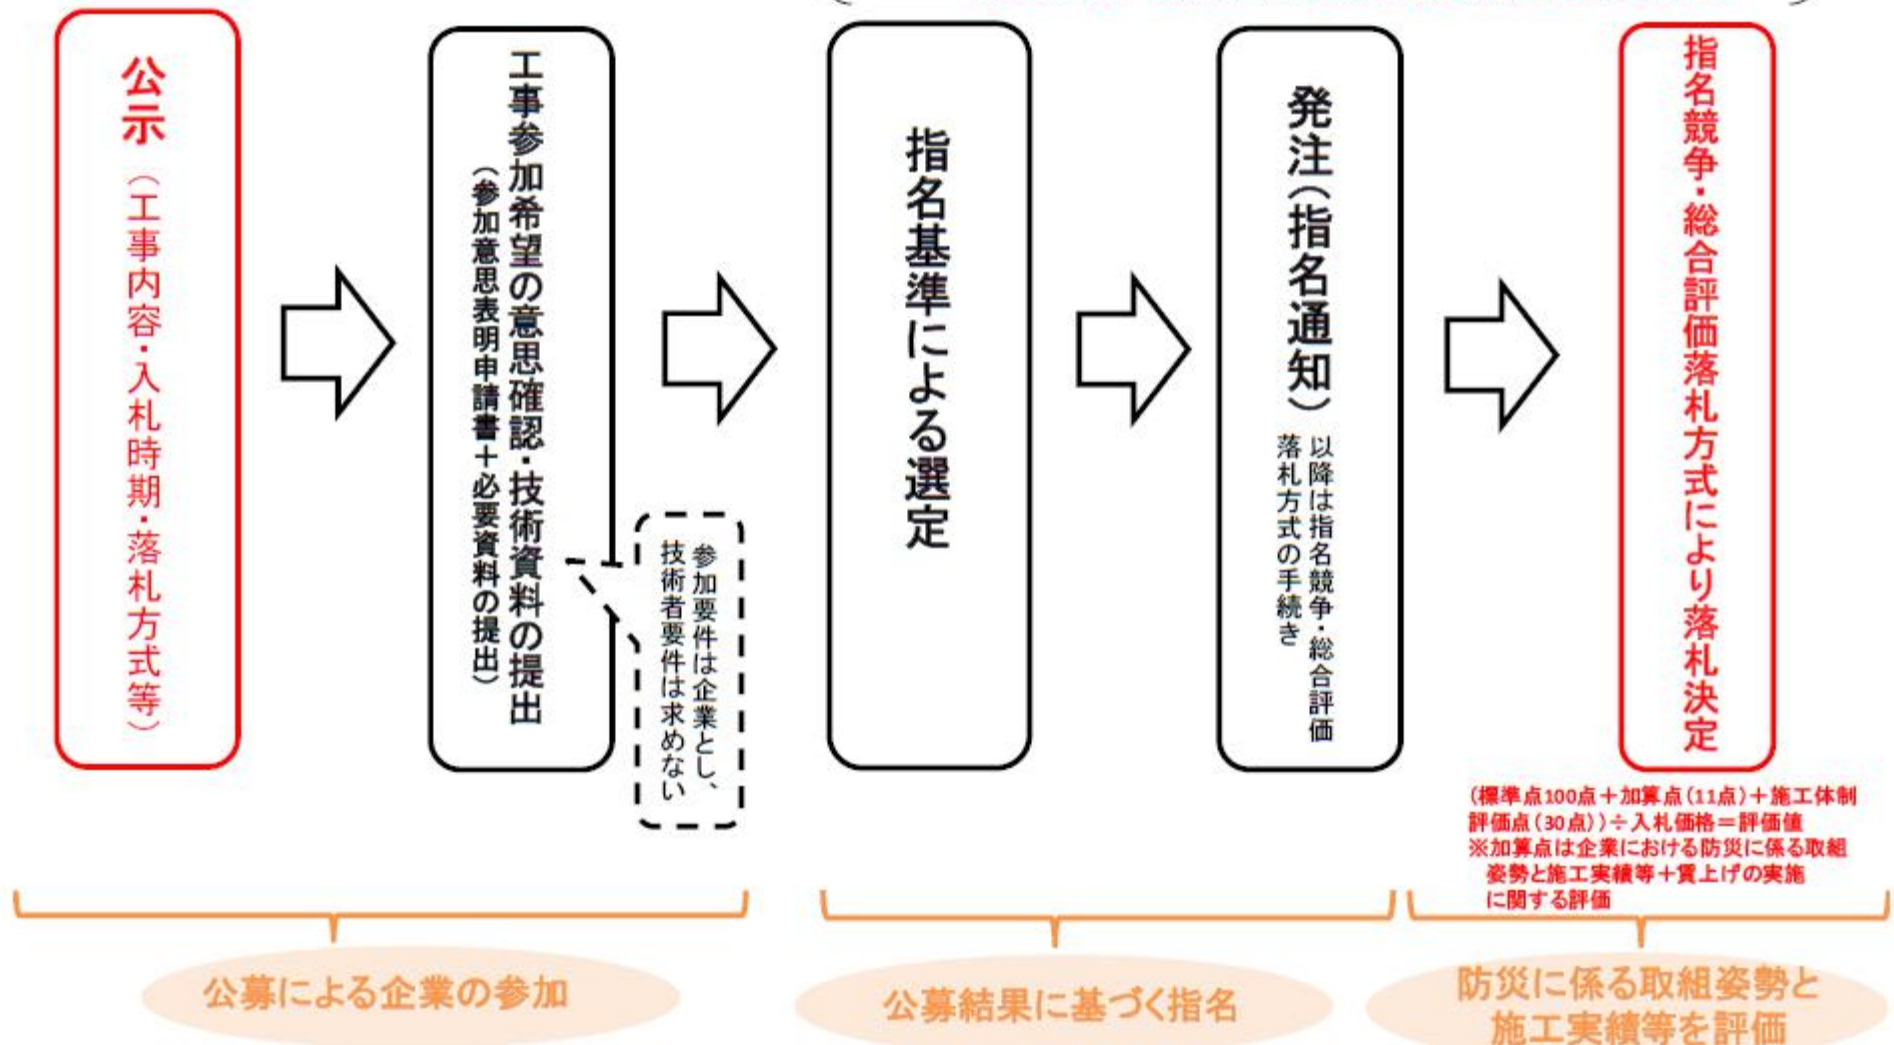 公示（工事内容・入札時期・落札方式等）
工事参加希望の意思確認・技術資料の提出
（参加意思表明申請書＋必要資料の提出）
参加要件は企業とし、
技術者要件は求めない
指名基準による選定
発注（指名通知）
以降は指名競争・総合評価
落札方式の手続き
指名競争・総合評価落札方式により落札決定
(標準点100点＋加算点(11点)＋施工体制
評価点(30点))÷入札価格＝評価値
※加算点は企業における防災に係る取組
姿勢と施工実績等＋賃上げの実施
に関する評価
公募による企業の参加
公募結果に基づく指名
防災に係る取組姿勢と
施工実績等を評価